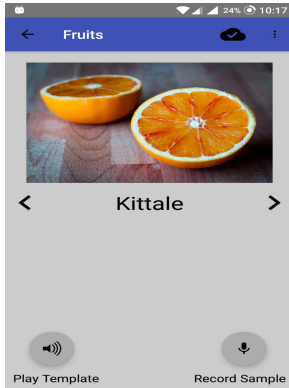 24% 10:17
Fruits
Kittale
Play Template
Record Sample